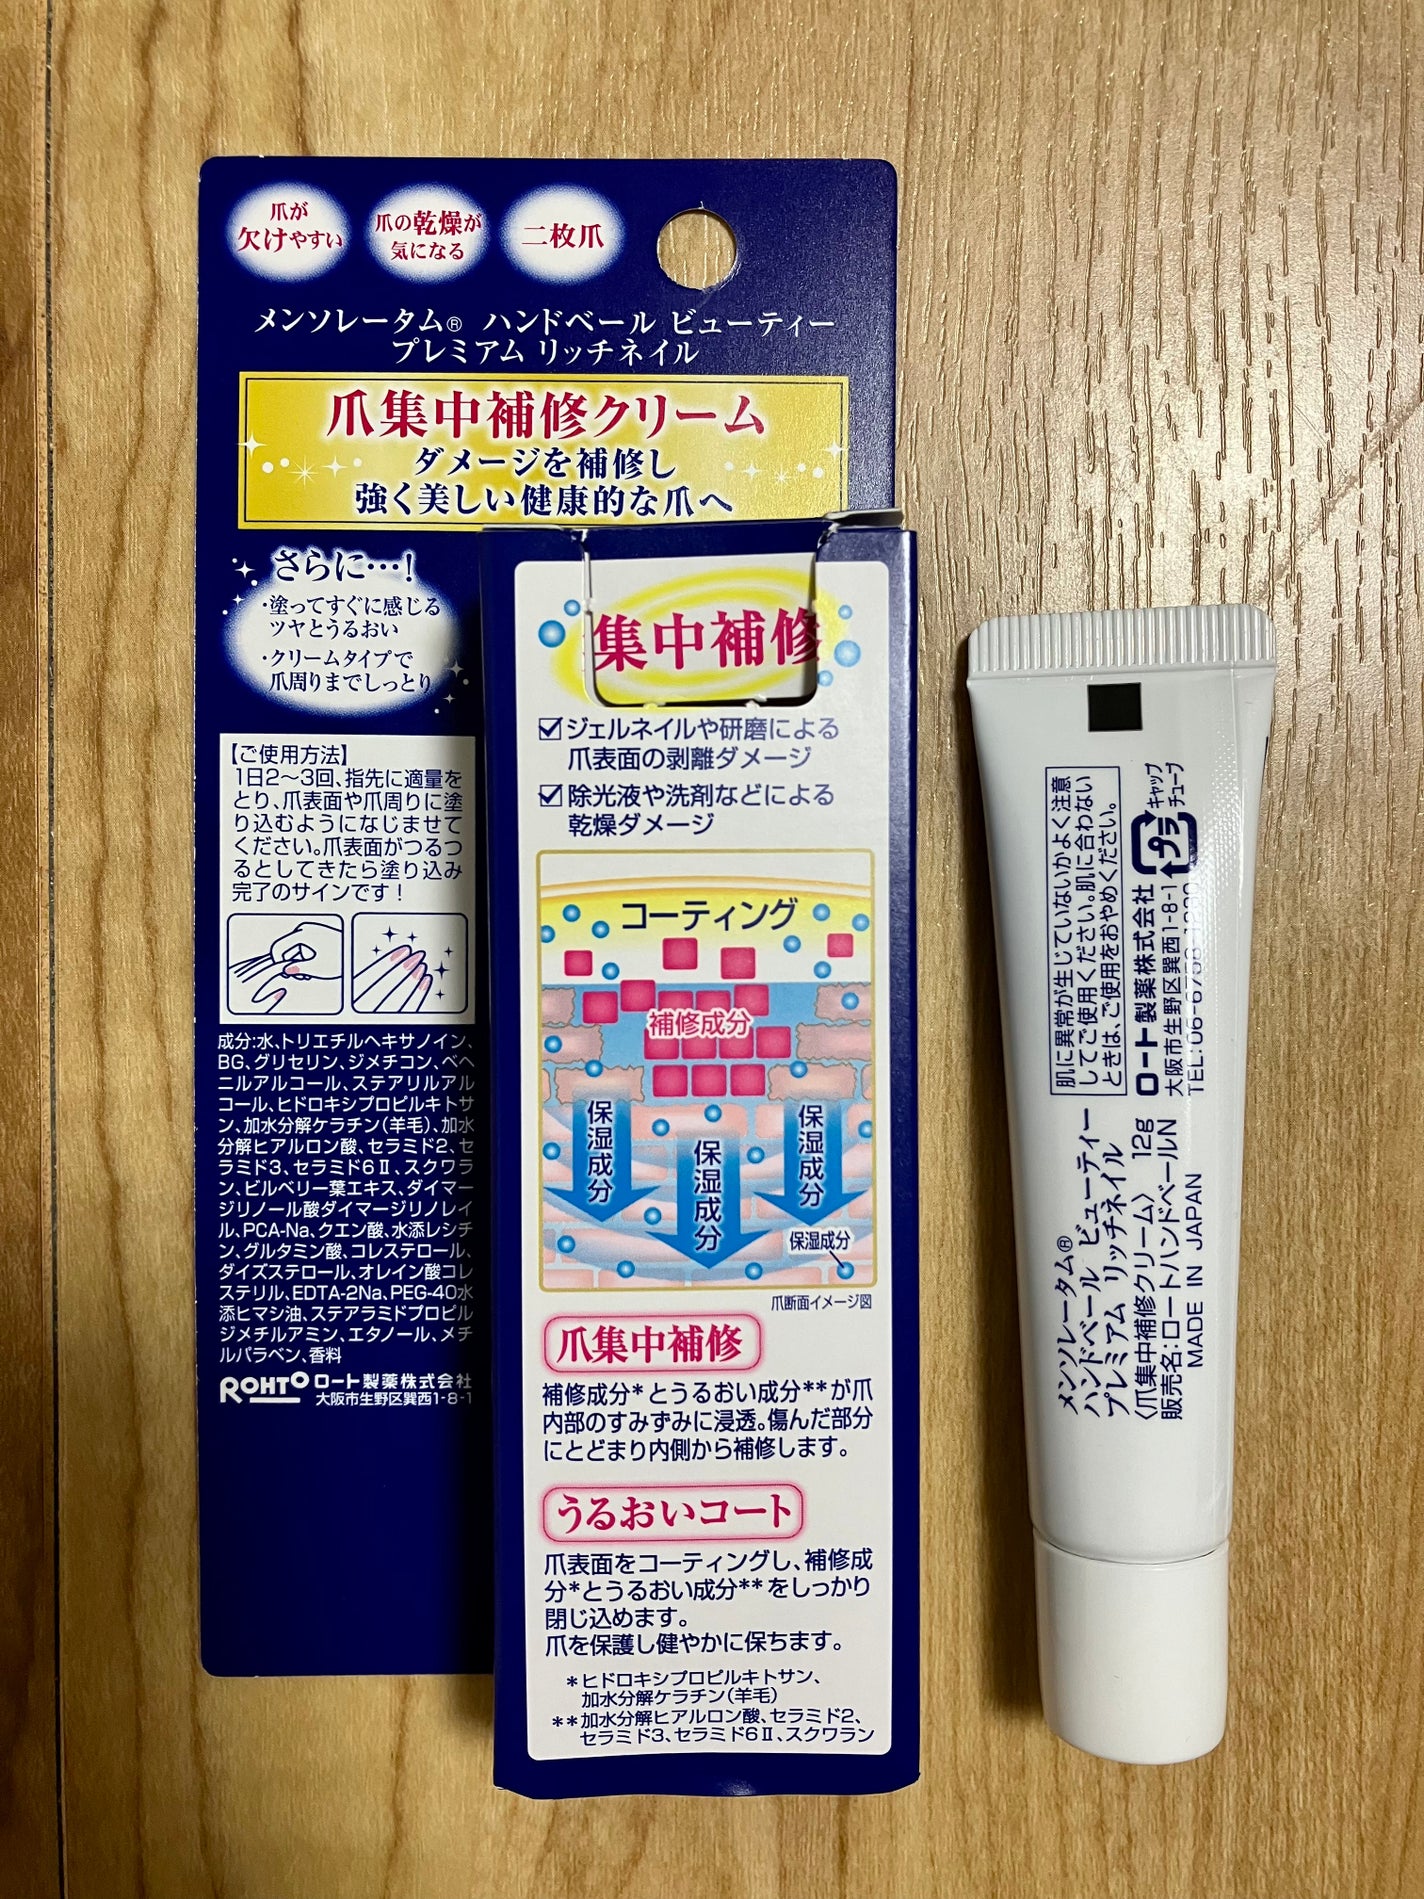 爪が
欠けやすい
爪の乾燥が
気になる
二枚爪
メンソレータム® ハンドベール ビューティー
プレミアム リッチネイル
爪集中補修クリーム
ダメージを補修し
強く美しい健康的な爪へ
さらに…!
・塗ってすぐに感じる
ツヤとうるおい
・クリームタイプで
爪周りまでしっとり
【ご使用方法】
1日2〜3回、指先に適量を
とり、爪表面や爪周りに塗
り込むようになじませて
ください。爪表面がつるつ
るとしてきたら塗り込み
完了のサインです!
成分:水、トリエチルヘキサノイン、
BG、グリセリン、ジメチコン、ベヘ
ニルアルコール、ステアリルアル
コール、ヒドロキシプロピルキトサ
ン、加水分解ケラチン(羊毛)、加水
分解ヒアルロン酸、セラミド2、セ
ラミド3、セラミド6Ⅱ、スクワラ
ン、ビルベリー葉エキス、ダイマー
ジリノール酸ダイマージリノレイ
ル、PCA-Na、クエン酸、水添レシチ
ン、グルタミン酸、コレステロール、
ダイズステロール、オレイン酸コレ
ステリル、EDTA-2Na、PEG-40水
添ヒマシ油、ステアラミドプロピル
ジメチルアミン、エタノール、メチ
ルパラベン、香料
ROHTO ロート製薬株式会社
大阪市生野区巽西1-8-1
集中補修
☑ジェルネイルや研磨による
爪表面の剥離ダメージ
☑除光液や洗剤などによる
乾燥ダメージ
コーティング
補修成分
保湿成分
保湿成分
保湿成分
保湿成分
爪断面イメージ図
爪集中補修
補修成分*とうるおい成分**が爪
内部のすみずみに浸透。傷んだ部分
にとどまり内側から補修します。
うるおいコート
爪表面をコーティングし、補修成
分*とうるおい成分**をしっかり
閉じ込めます。
爪を保護し健やかに保ちます。
*ヒドロキシプロピルキトサン、
加水分解ケラチン(羊毛)
**加水分解ヒアルロン酸、セラミド2、
セラミド3、セラミド6Ⅱ、スクワラン
メンソレータム®
ハンドベール ビューティー
プレミアム リッチネイル
〈爪集中補修クリーム〉 12g
販売名:ロートハンドベールN
MADE IN JAPAN
肌に異常が生じていないかよく注意
してご使用ください。肌に合わない
ときは、ご使用をおやめください。
ロート製薬株式会社
大阪市生野区巽西1-8-1
TEL:06-6758-1230
プラ
キャップ
チューブ